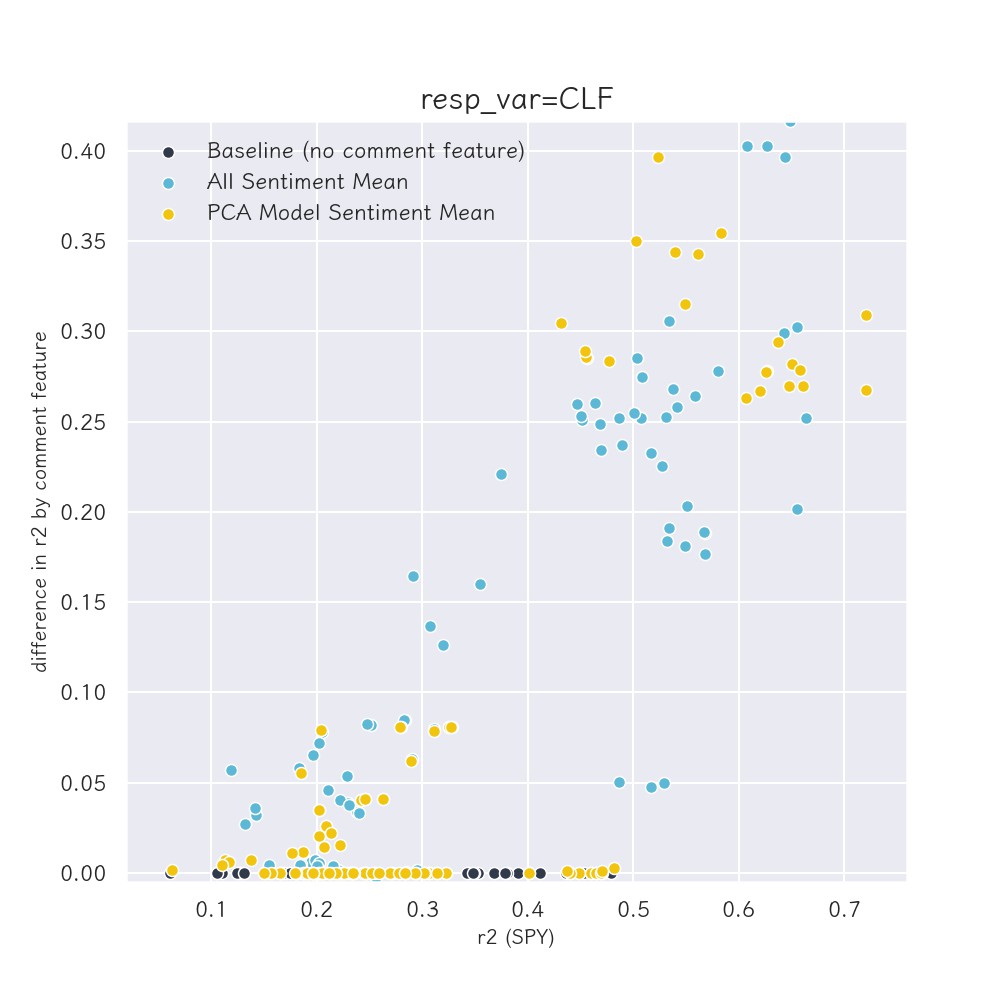 resp_var=CLF
Baseline (no comment feature)
All Sentiment Mean
PCA Model Sentiment Mean
difference in r2 by comment feature
0.40
0.35
0.30
0.25
0.20
0.15
0.10
0.05
0.00
0.1 0.2 0.3 0.4 0.5 0.6 0.7
r2 (SPY)